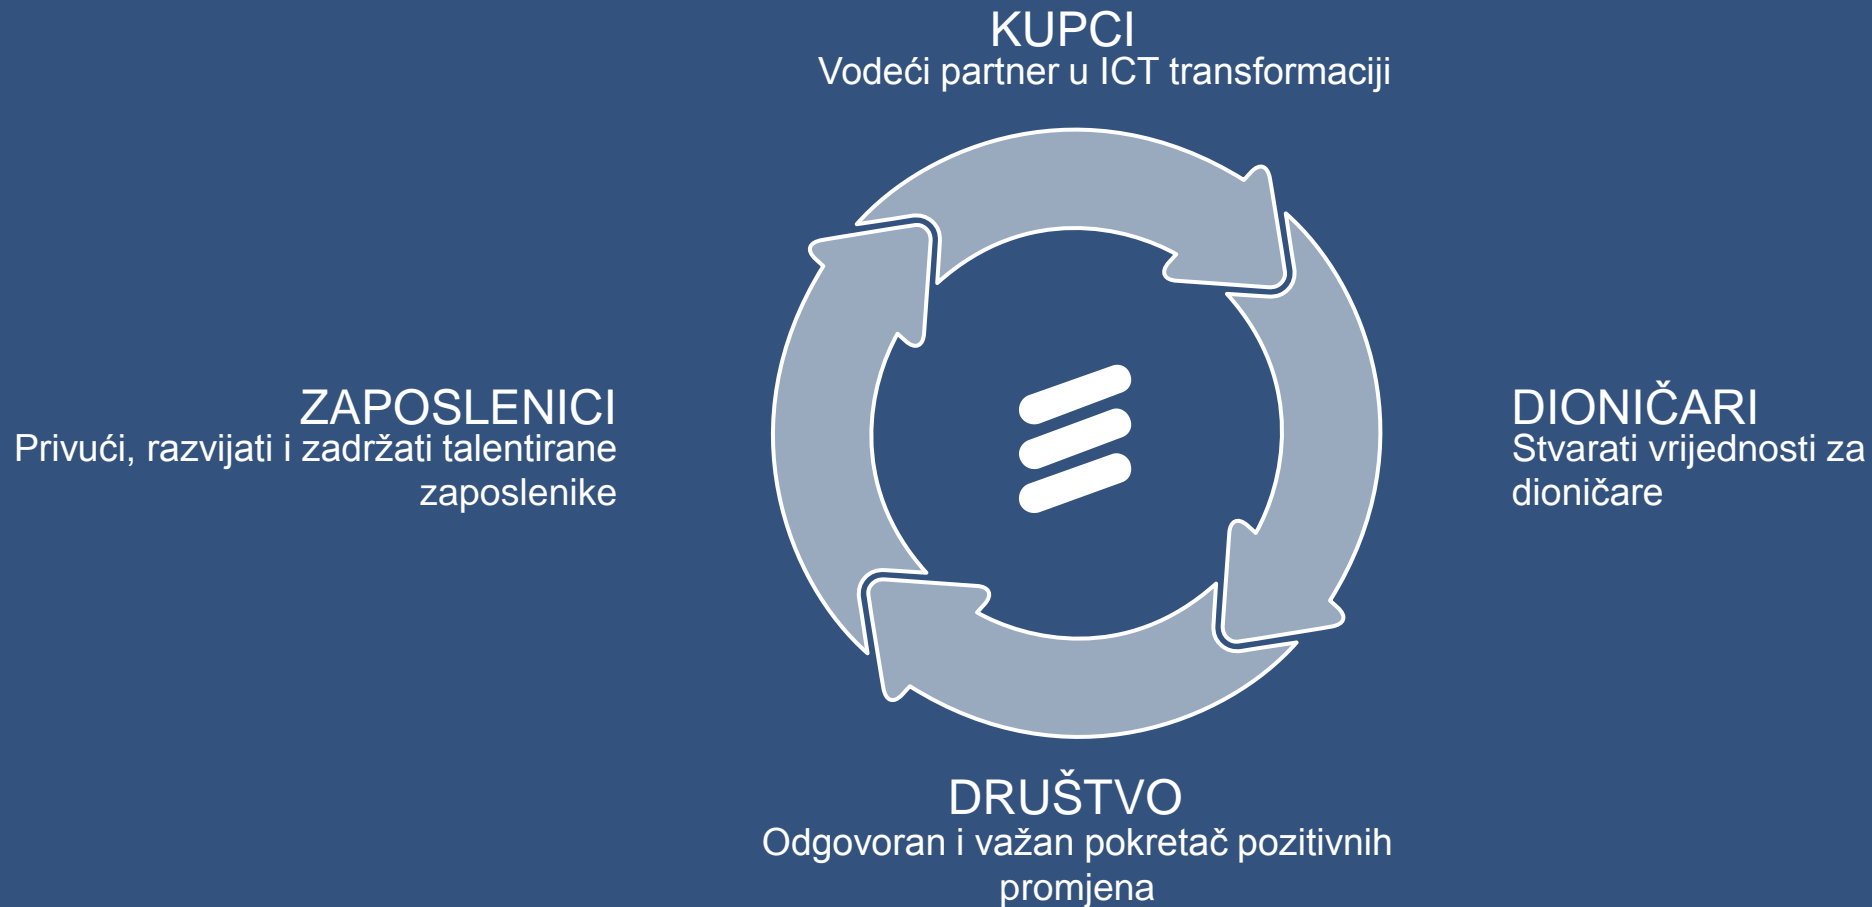 KUPCI
Vodeći partner u ICT transformaciji
ZAPOSLENICI
Privući, razvijati i zadržati talentirane
zaposlenike
DIONIČARI
Stvarati vrijednosti za
dioničare
DRUŠTVO
Odgovoran i važan pokretač pozitivnih
promjena